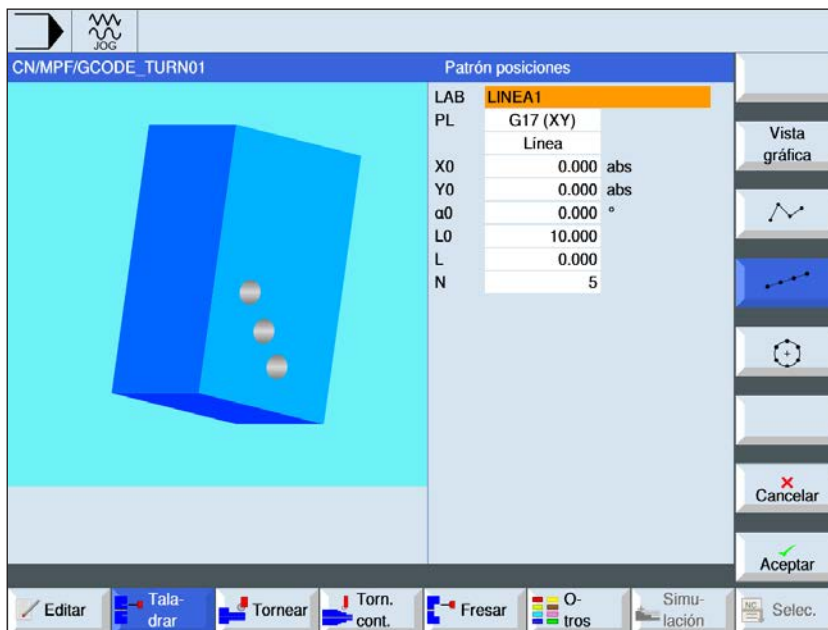 JOG
CN/MPF/GCODE_TURN01
Patrón posiciones
LAB LINEA1
PL G17 (XY)
Línea
X0 0.000 abs
Y0 0.000 abs
α0 0.000 °
L0 10.000
L 0.000
N 5
Vista
gráfica
Cancelar
Aceptar
Editar
Tala-
drar
Tornear
Torn.
cont.
Fresar
O-
tros
Simu-
lación
NC
Selec.